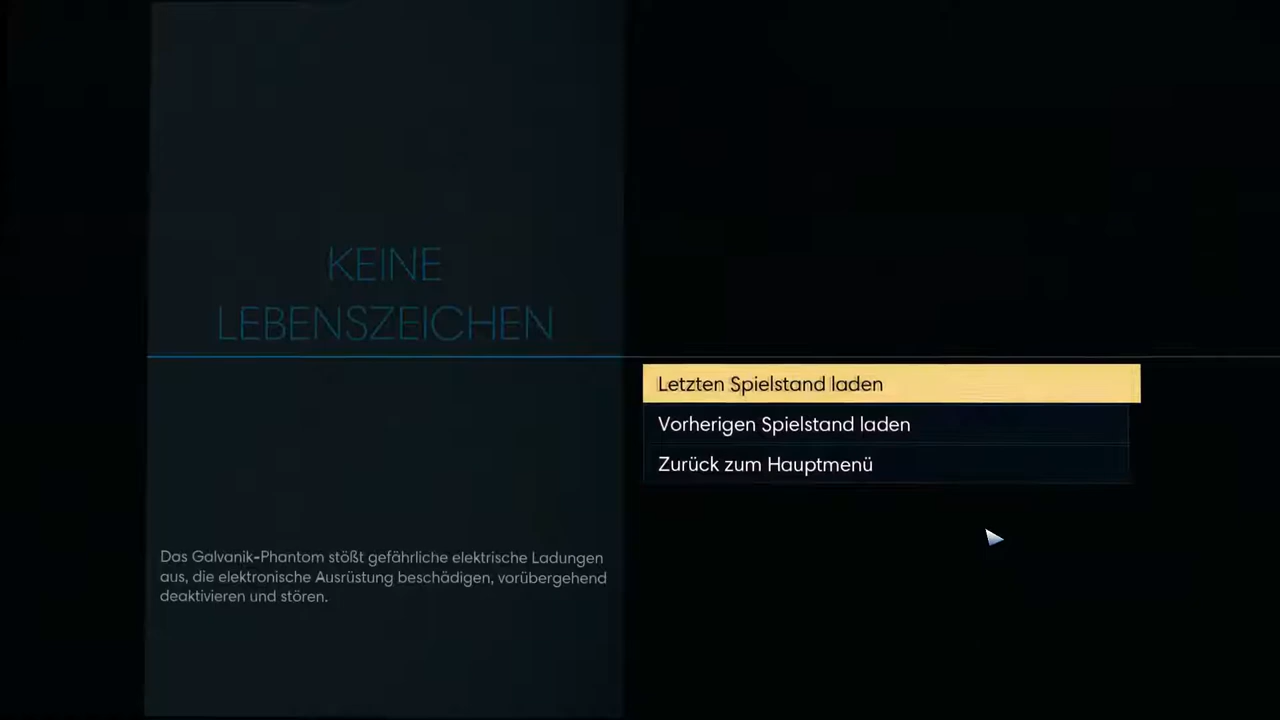 KEINE
LEBENSZEICHEN
Letzten Spielstand laden
Vorherigen Spielstand laden
Zurück zum Hauptmenü
Das Galvanik-Phantom stößt gefährliche elektrische Ladungen
aus, die elektronische Ausrüstung beschädigen, vorübergehend
deaktivieren und stören.